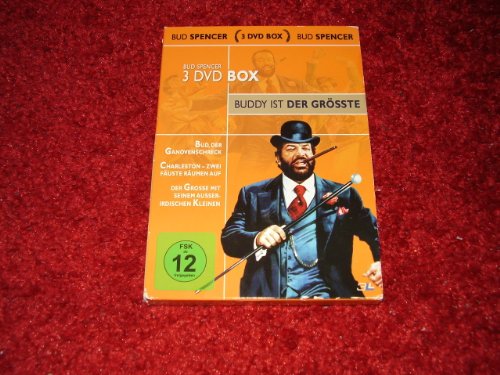 BUD SPENCER (3 DVD BOX) BUD SPENCER
BUD SPENCER
3 DVD BOX
BUDDY IST DER GRÖSSTE
BUD, DER
GANOVENSCHRECK
CHARLESTON – ZWEI
FÄUSTE RÄUMEN AUF
DER GROSSE MIT
SEINEM AUSSER-
IRDISCHEN KLEINEN
FSK
12